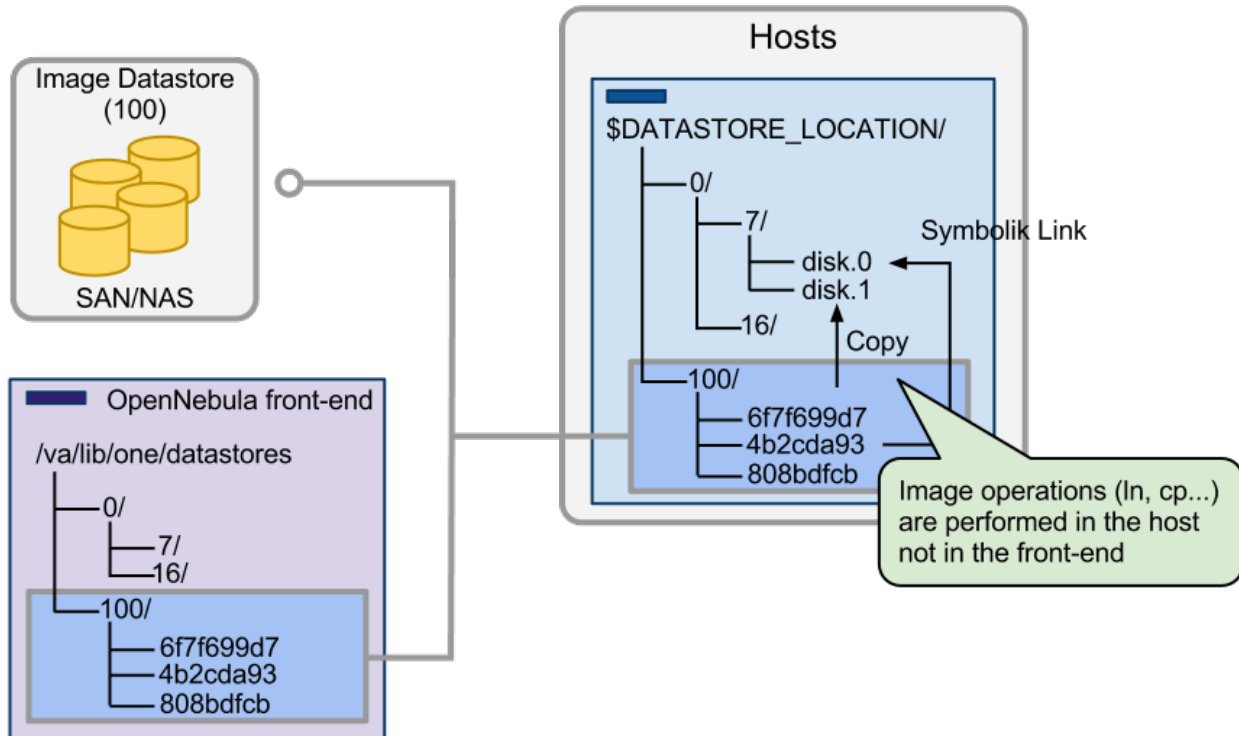 Image Datastore
(100)
SAN/NAS
OpenNebula front-end
/va/lib/one/datastores
0/
7/
16/
100/
6f7f699d7
4b2cda93
808bdfcb
Hosts
$DATASTORE_LOCATION/
0/
7/
Symbolik Link
disk.0
disk.1
16/
Copy
100/
6f7f699d7
4b2cda93
808bdfcb
Image operations (ln, cp...)
are performed in the host
not in the front-end